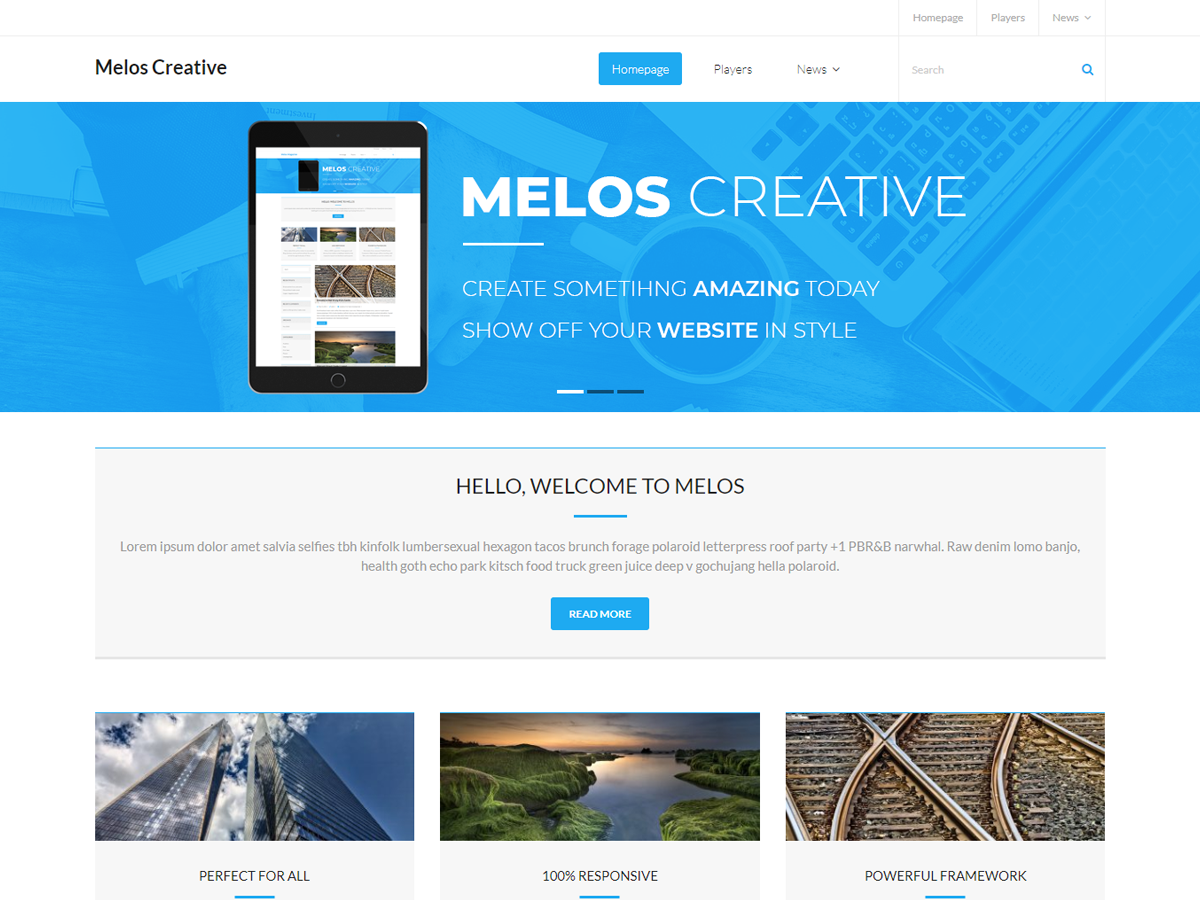 Homepage Players News
Melos Creative
Homepage Players News
Search
MELOS CREATIVE
CREATE SOMETIHNG AMAZING TODAY
SHOW OFF YOUR WEBSITE IN STYLE
MELOS CREATIVE
HELLO, WELCOME TO MELOS
Lorem ipsum dolor amet salvia selfies tbh kinfolk lumbersexual hexagon tacos brunch forage polaroid letterpress roof party +1 PBR&B narwhal. Raw denim lomo banjo,
health goth echo park kitsch food truck green juice deep v gochujang hella polaroid.
READ MORE
PERFECT FOR ALL
100% RESPONSIVE
POWERFUL FRAMEWORK